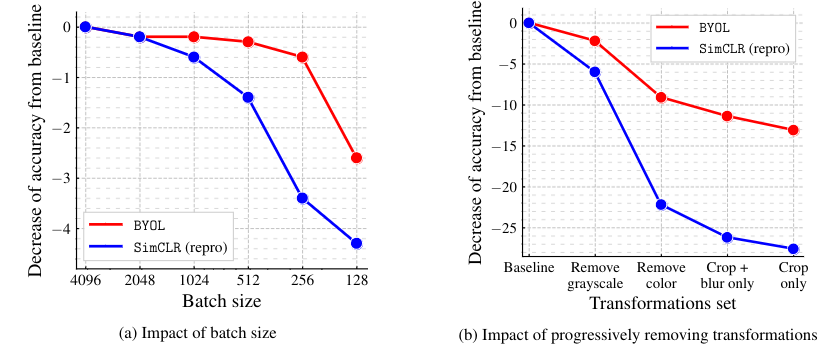 Decrease of accuracy from baseline
0
−1
−2
−3
−4
BYOL
SimCLR (repro)
4096 2048 1024 512 256 128
Batch size
(a) Impact of batch size
Decrease of accuracy from baseline
0
−5
−10
−15
−20
−25
BYOL
SimCLR (repro)
Baseline Remove Remove Crop + Crop
grayscale color blur only only
Transformations set
(b) Impact of progressively removing transformations